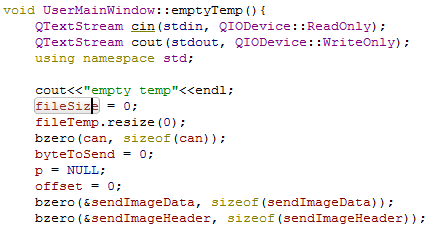 void UserMainWindow::emptyTemp(){
QTextStream cin(stdin, QIODevice::ReadOnly);
QTextStream cout(stdout, QIODevice::WriteOnly);
using namespace std;
cout<<"empty temp"<<endl;
fileSize = 0;
fileTemp.resize(0);
bzero(can, sizeof(can));
byteToSend = 0;
p = NULL;
offset = 0;
bzero(&sendImageData, sizeof(sendImageData));
bzero(&sendImageHeader, sizeof(sendImageHeader));